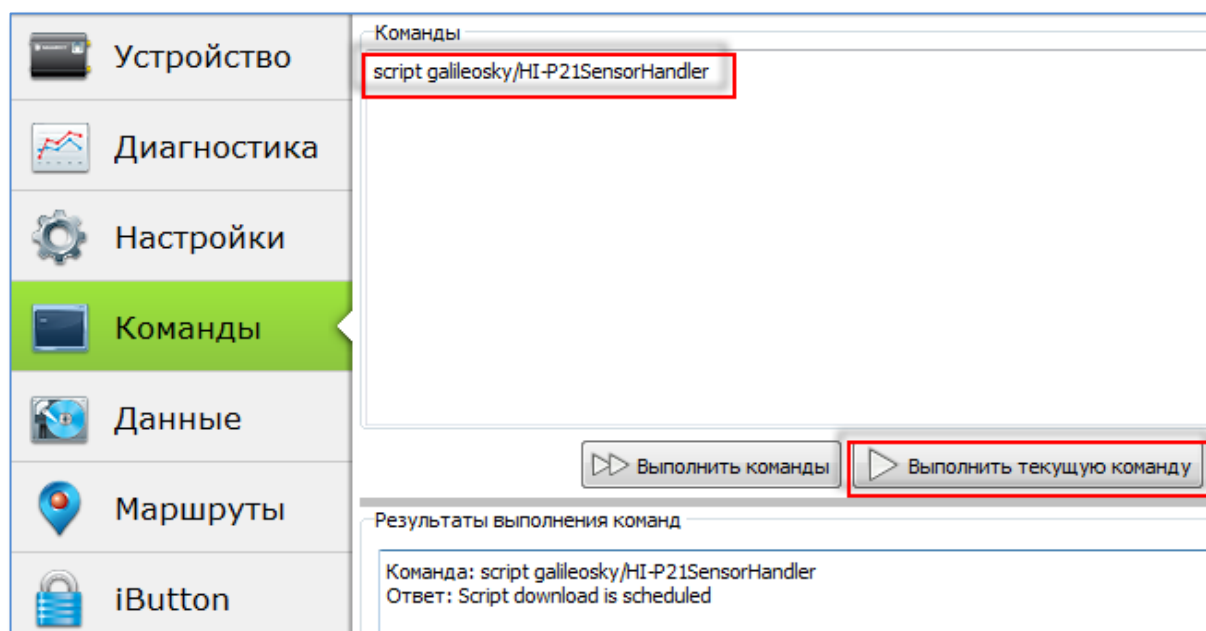 Устройство
Диагностика
Настройки
Команды
Данные
Маршруты
iButton
Команды
script galileosky/HI-P21SensorHandler
Выполнить команды
Выполнить текущую команду
Результаты выполнения команд
Команда: script galileosky/HI-P21SensorHandler
Ответ: Script download is scheduled